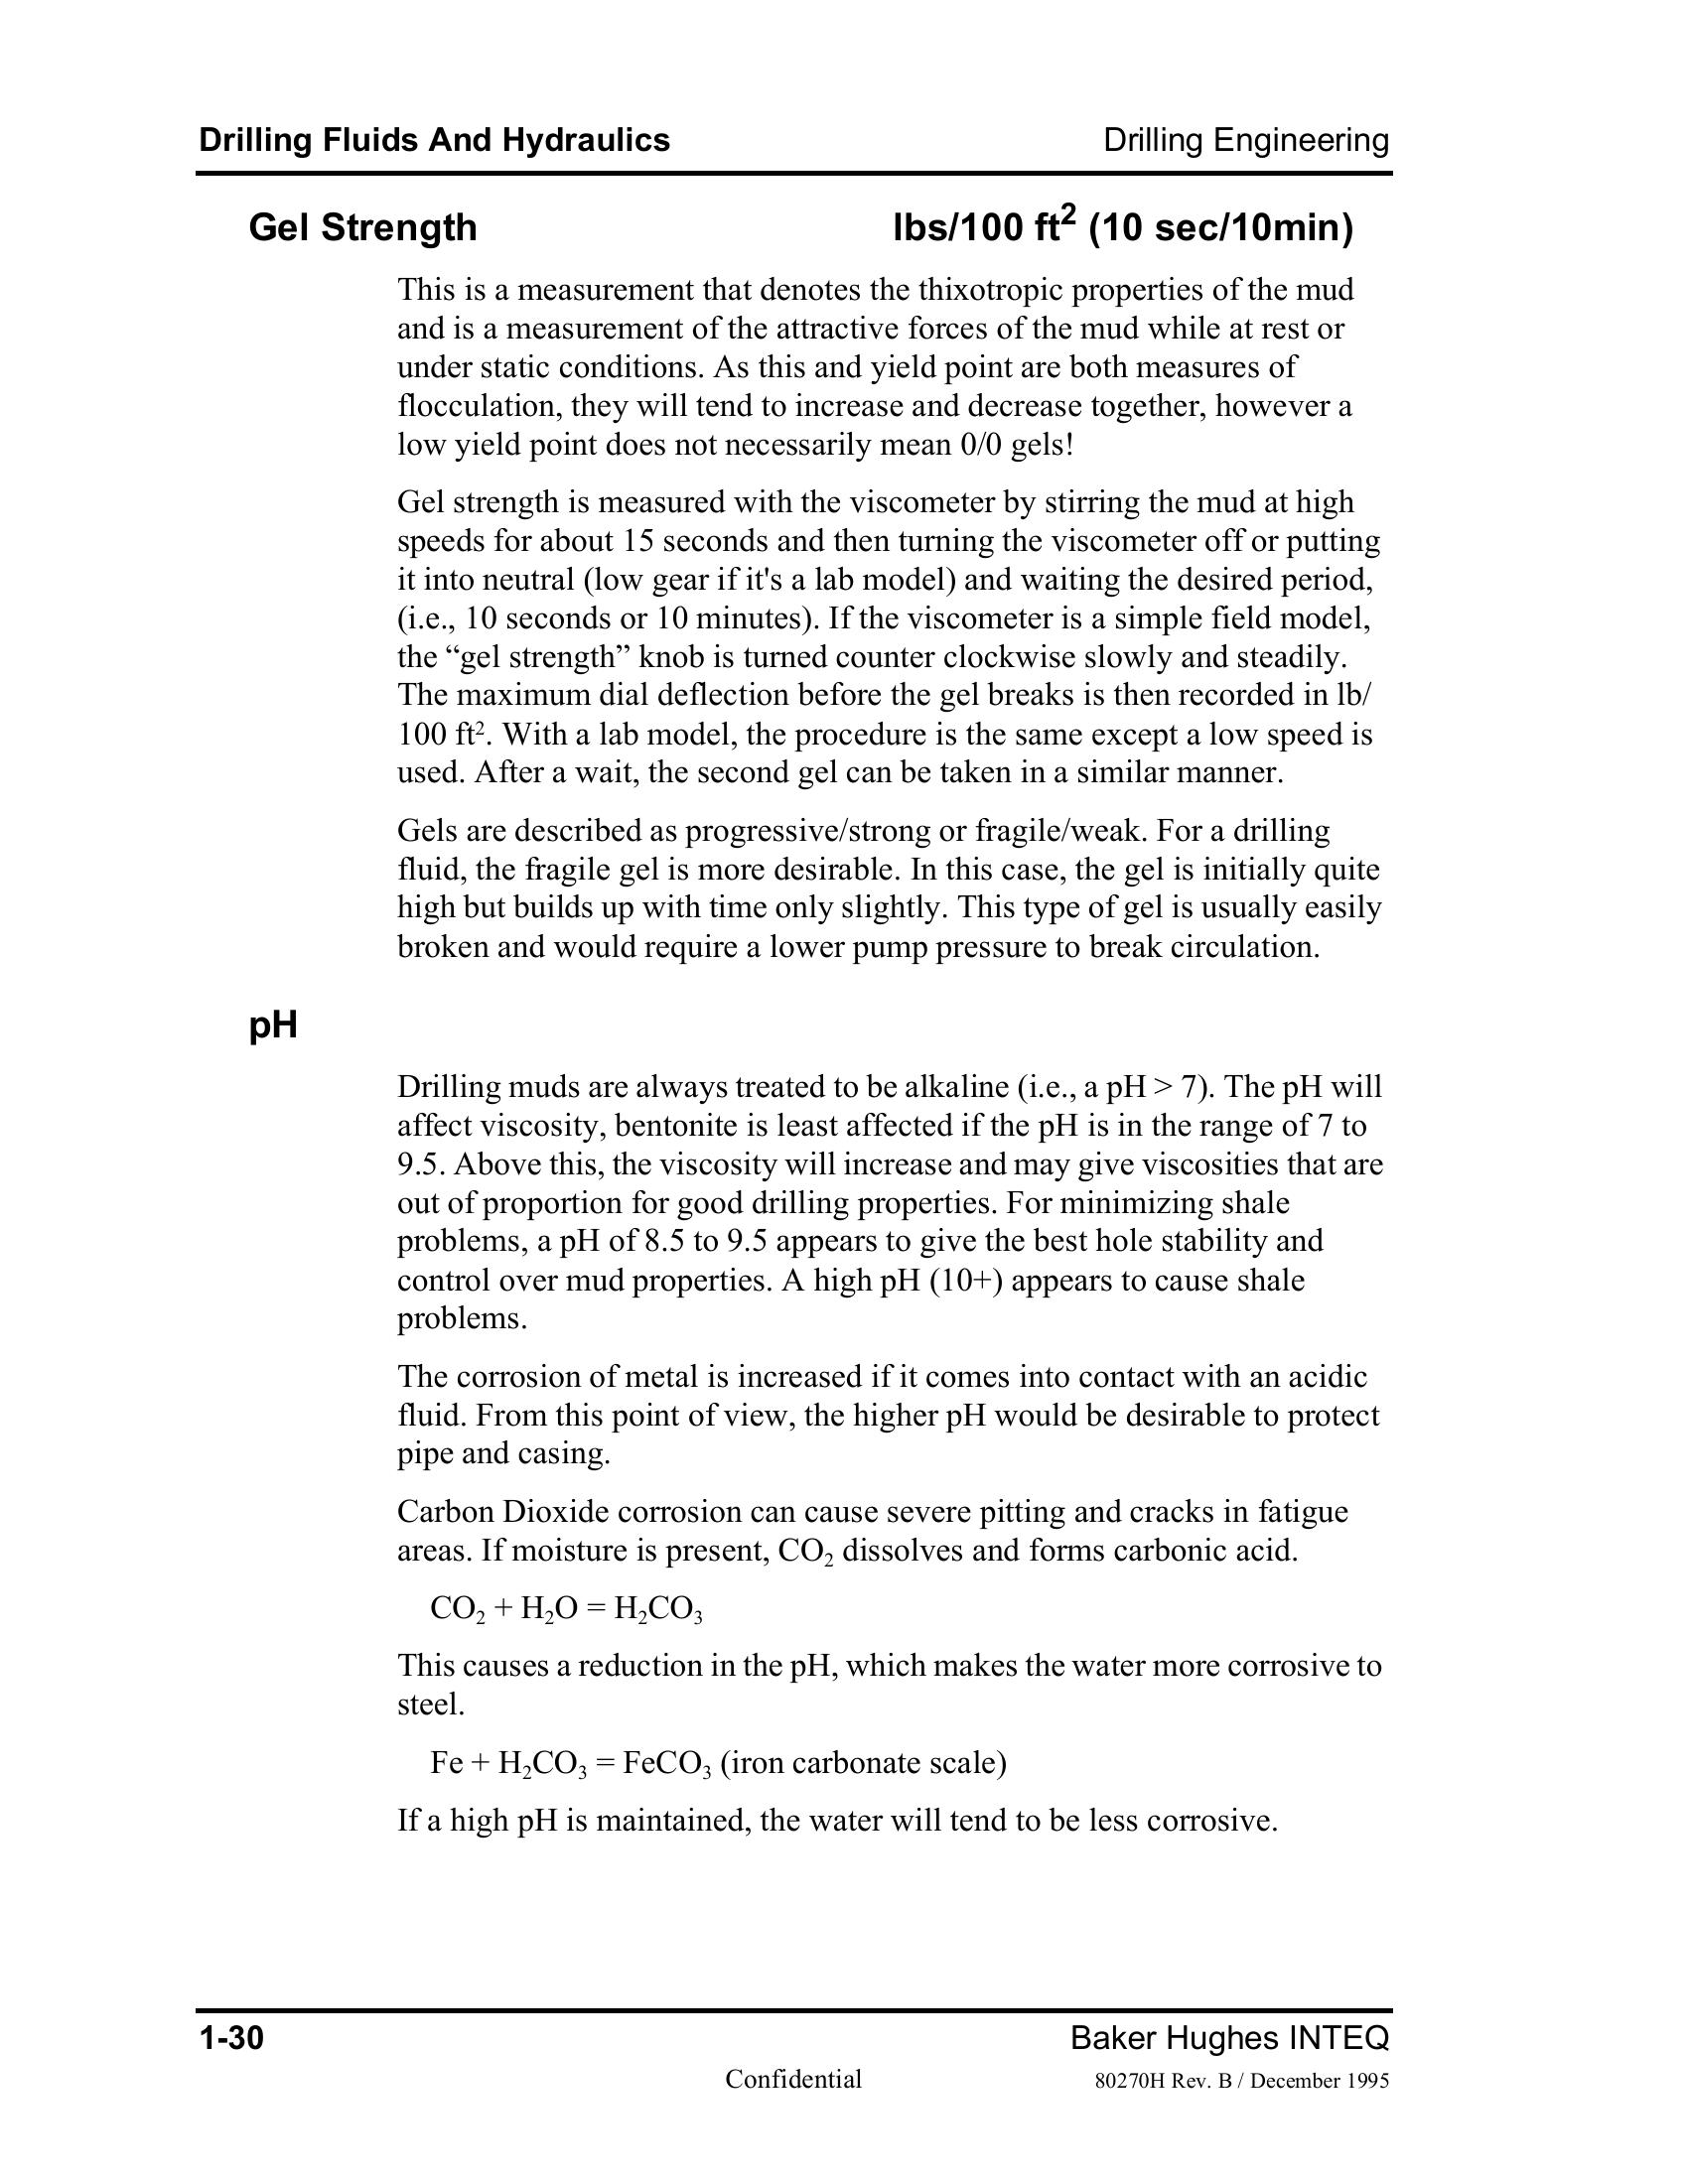 Drilling Fluids And Hydraulics Drilling Engineering
Gel Strength lbs/100 ft² (10 sec/10min)
This is a measurement that denotes the thixotropic properties of the mud
and is a measurement of the attractive forces of the mud while at rest or
under static conditions. As this and yield point are both measures of
flocculation, they will tend to increase and decrease together, however a
low yield point does not necessarily mean 0/0 gels!
Gel strength is measured with the viscometer by stirring the mud at high
speeds for about 15 seconds and then turning the viscometer off or putting
it into neutral (low gear if it's a lab model) and waiting the desired period,
(i.e., 10 seconds or 10 minutes). If the viscometer is a simple field model,
the “gel strength” knob is turned counter clockwise slowly and steadily.
The maximum dial deflection before the gel breaks is then recorded in lb/
100 ft². With a lab model, the procedure is the same except a low speed is
used. After a wait, the second gel can be taken in a similar manner.
Gels are described as progressive/strong or fragile/weak. For a drilling
fluid, the fragile gel is more desirable. In this case, the gel is initially quite
high but builds up with time only slightly. This type of gel is usually easily
broken and would require a lower pump pressure to break circulation.
pH
Drilling muds are always treated to be alkaline (i.e., a pH > 7). The pH will
affect viscosity, bentonite is least affected if the pH is in the range of 7 to
9.5. Above this, the viscosity will increase and may give viscosities that are
out of proportion for good drilling properties. For minimizing shale
problems, a pH of 8.5 to 9.5 appears to give the best hole stability and
control over mud properties. A high pH (10+) appears to cause shale
problems.
The corrosion of metal is increased if it comes into contact with an acidic
fluid. From this point of view, the higher pH would be desirable to protect
pipe and casing.
Carbon Dioxide corrosion can cause severe pitting and cracks in fatigue
areas. If moisture is present, CO₂ dissolves and forms carbonic acid.
CO₂ + H₂O = H₂CO₃
This causes a reduction in the pH, which makes the water more corrosive to
steel.
Fe + H₂CO₃ = FeCO₃ (iron carbonate scale)
If a high pH is maintained, the water will tend to be less corrosive.
1-30 Baker Hughes INTEQ
Confidential 80270H Rev. B / December 1995